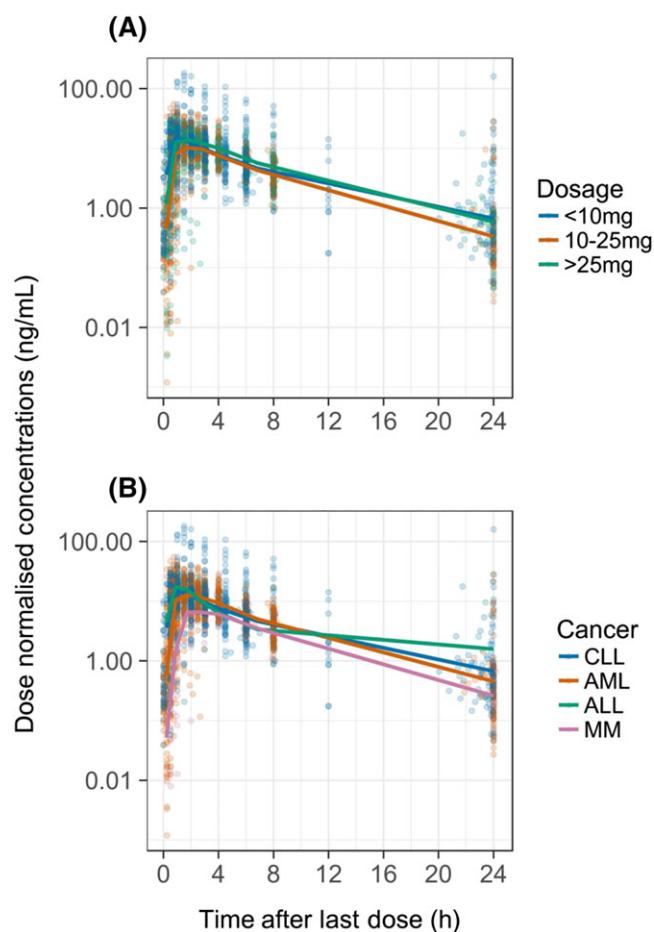 (A)
100.00
1.00
0.01
0 2 4 8 12 16 20 24
Dosage
<10mg
10-25mg
>25mg
Dose normalised concentrations (ng/mL)
(B)
100.00
1.00
0.01
0 2 4 8 12 16 20 24
Cancer
CLL
AML
ALL
MM
Time after last dose (h)